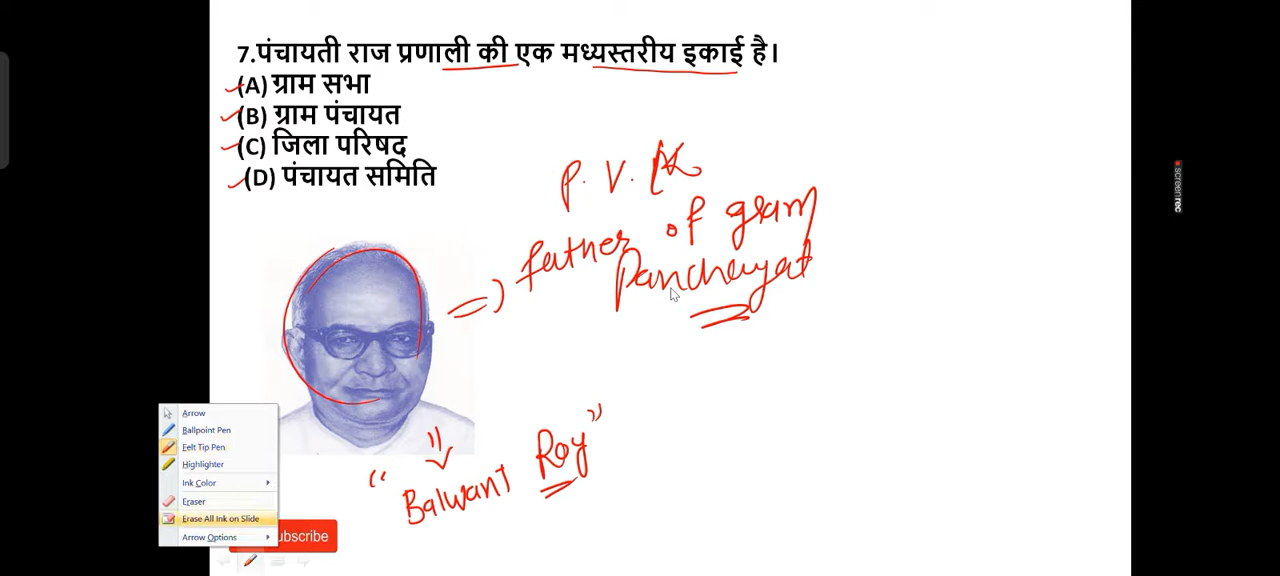 7.पंचायती राज प्रणाली की एक मध्यस्तरीय इकाई है।
(A) ग्राम सभा
(B) ग्राम पंचायत
(C) जिला परिषद
(D) पंचायत समिति
P. V.
father of gram
Panchayat
"Balwant Roy"
Arrow
Ballpoint Pen
Felt Tip Pen
Highlighter
Ink Color
Eraser
Erase All Ink on Slide
Arrow Options
ubscribe
screenrec